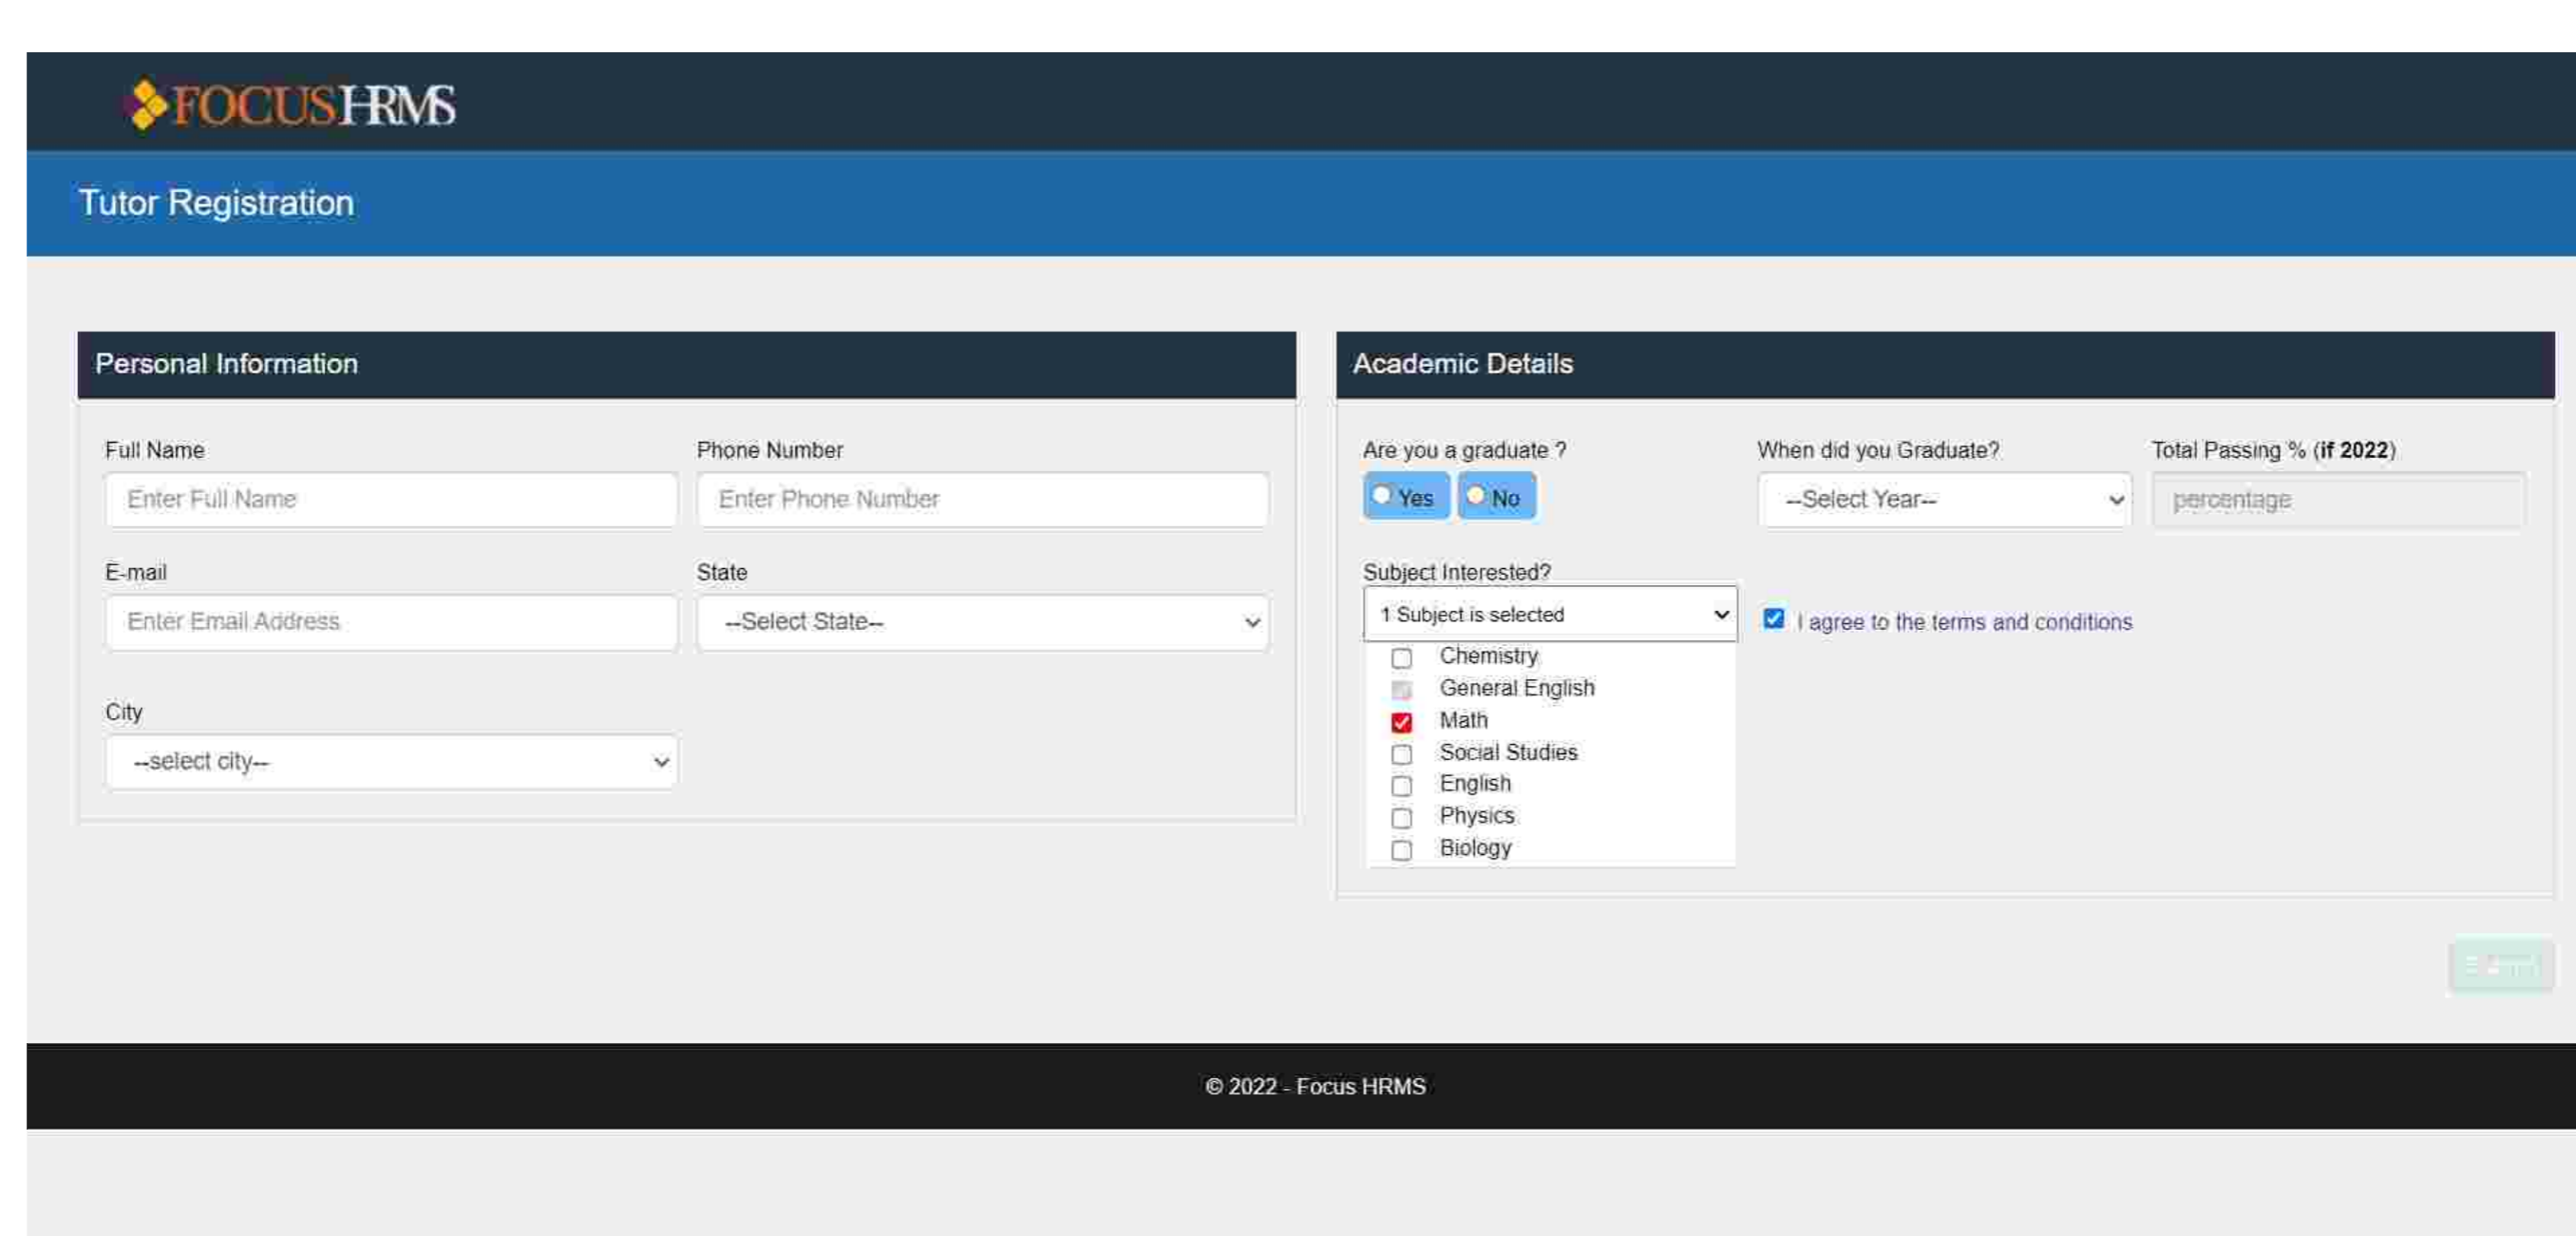 FOCUSHRMS
Tutor Registration
Personal Information
Full Name
Phone Number
Enter Full Name
Enter Phone Number
E-mail
State
Enter Email Address
--Select State--
City
--select city--
Academic Details
Are you a graduate ?
When did you Graduate?
Total Passing % (if 2022)
Yes
No
--Select Year--
percentage
Subject Interested?
1 Subject is selected
I agree to the terms and conditions
Chemistry
General English
Math
Social Studies
English
Physics
Biology
© 2022 - Focus HRMS